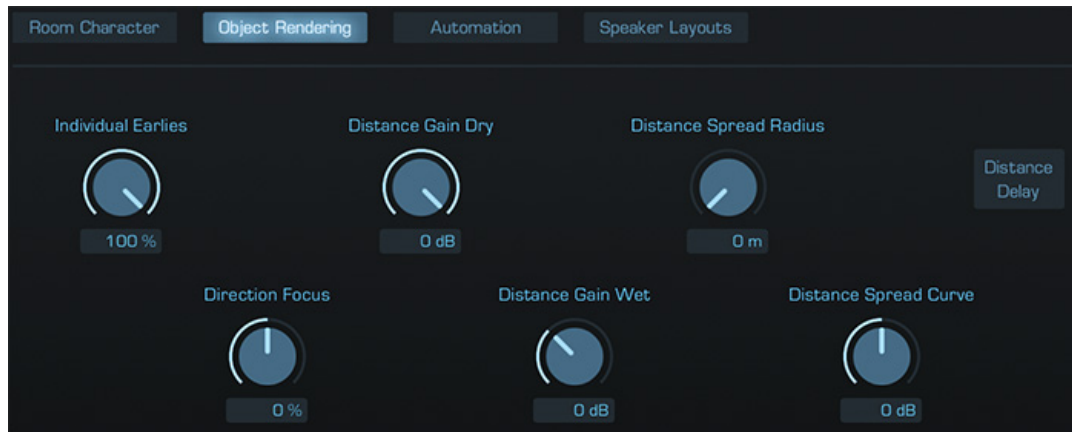 Room Character
Object Rendering
Automation
Speaker Layouts
Individual Earlies
Distance Gain Dry
Distance Spread Radius
Distance
Delay
100 %
0 dB
0 m
Direction Focus
Distance Gain Wet
Distance Spread Curve
0 %
0 dB
0 dB